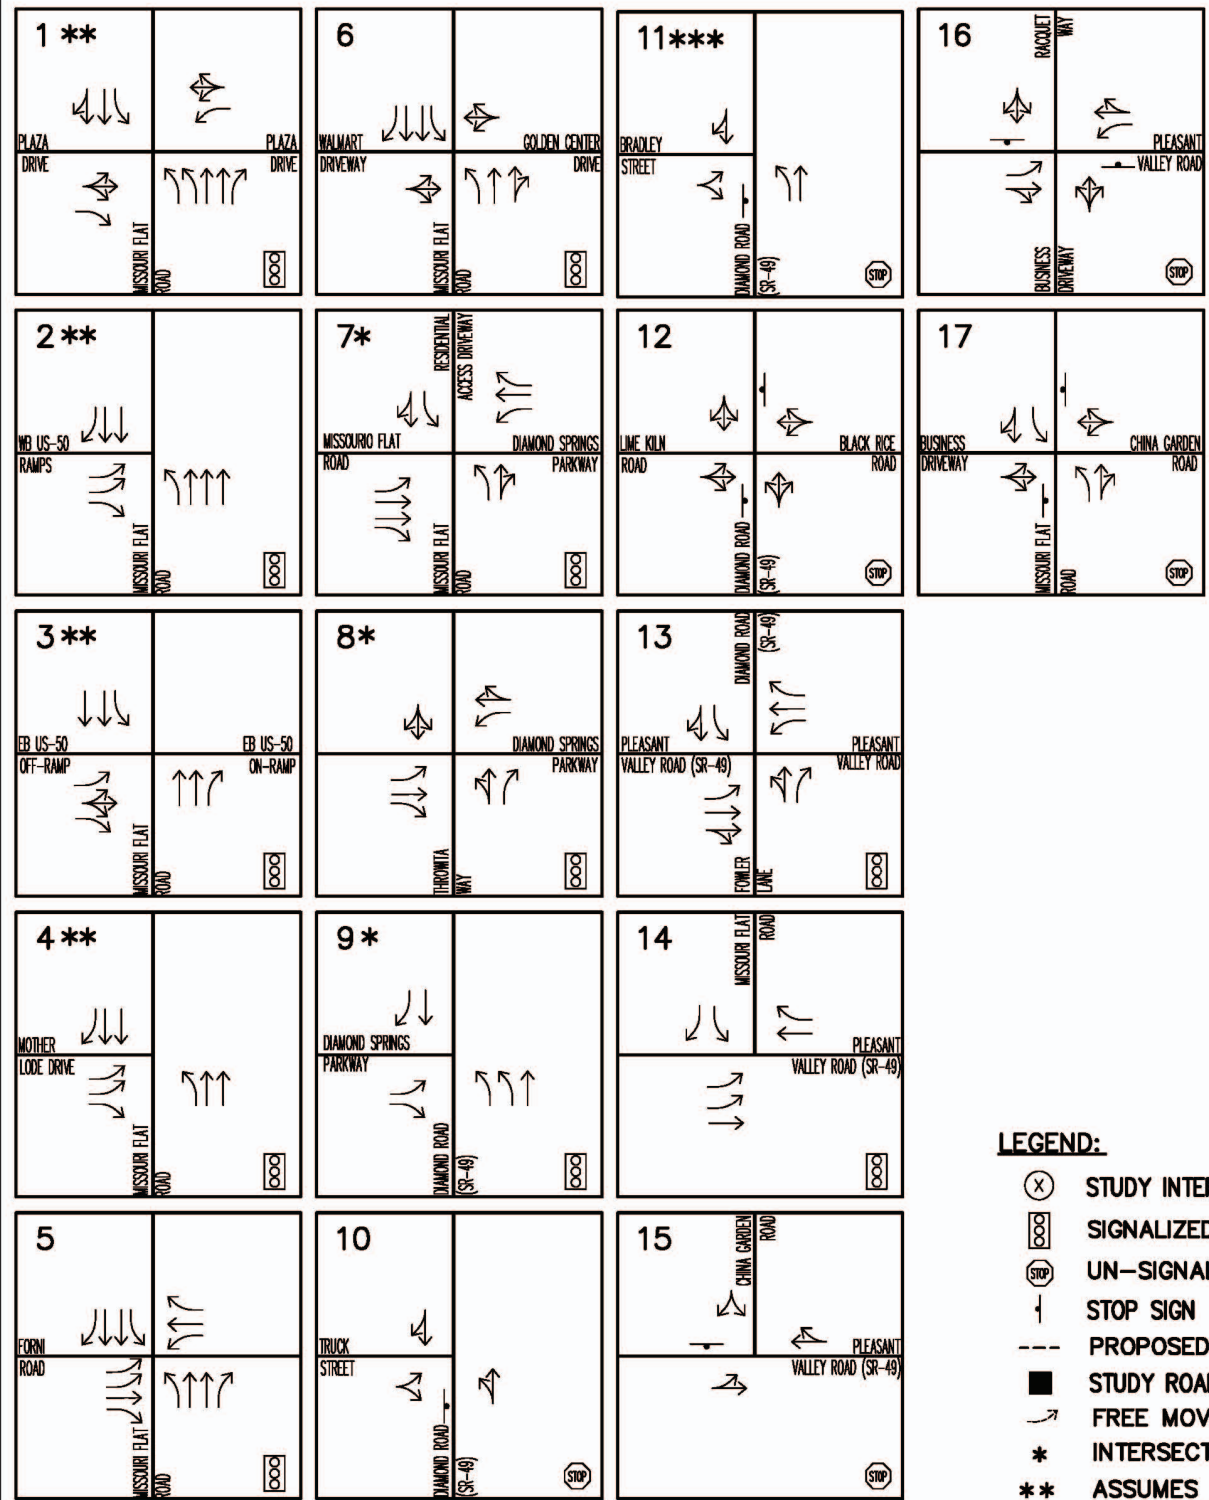 1 **
PLAZA
DRIVE
PLAZA
DRIVE
MISSOURI FLAT
ROAD
2 **
WB US-50
RAMPS
MISSOURI FLAT
ROAD
3 **
EB US-50
OFF-RAMP
EB US-50
ON-RAMP
MISSOURI FLAT
ROAD
4 **
MOTHER
LODE DRIVE
MISSOURI FLAT
ROAD
5
FORNI
ROAD
MISSOURI FLAT
ROAD
6
WALMART
DRIVEWAY
GOLDEN CENTER
DRIVE
MISSOURI FLAT
ROAD
7*
RESIDENTIAL
ACCESS DRIVEWAY
MISSOURIO FLAT
ROAD
DIAMOND SPRINGS
PARKWAY
MISSOURI FLAT
ROAD
8*
DIAMOND SPRINGS
PARKWAY
THROWITA
WAY
9 *
DIAMOND SPRINGS
PARKWAY
DIAMOND ROAD
(SR-49)
10
TRUCK
STREET
DIAMOND ROAD
(SR-49)
STOP
11***
BRADLEY
STREET
DIAMOND ROAD
(SR-49)
STOP
12
LIME KILN
ROAD
BLACK RICE
ROAD
DIAMOND ROAD
(SR-49)
STOP
13
DIAMOND ROAD
(SR-49)
PLEASANT
VALLEY ROAD (SR-49)
PLEASANT
VALLEY ROAD
FOWLER
LANE
14
MISSOURI FLAT
ROAD
PLEASANT
VALLEY ROAD (SR-49)
15
CHINA GARDEN
ROAD
PLEASANT
VALLEY ROAD (SR-49)
STOP
16
RACQUET
WAY
PLEASANT
VALLEY ROAD
BUSINESS
DRIVEWAY
STOP
17
BUSINESS
DRIVEWAY
CHINA GARDEN
ROAD
MISSOURI FLAT
ROAD
STOP
LEGEND:
X STUDY INTE
SIGNALIZED
STOP UN-SIGNAL
STOP SIGN
PROPOSED
STUDY ROA
FREE MOV
* INTERSECT
** ASSUMES